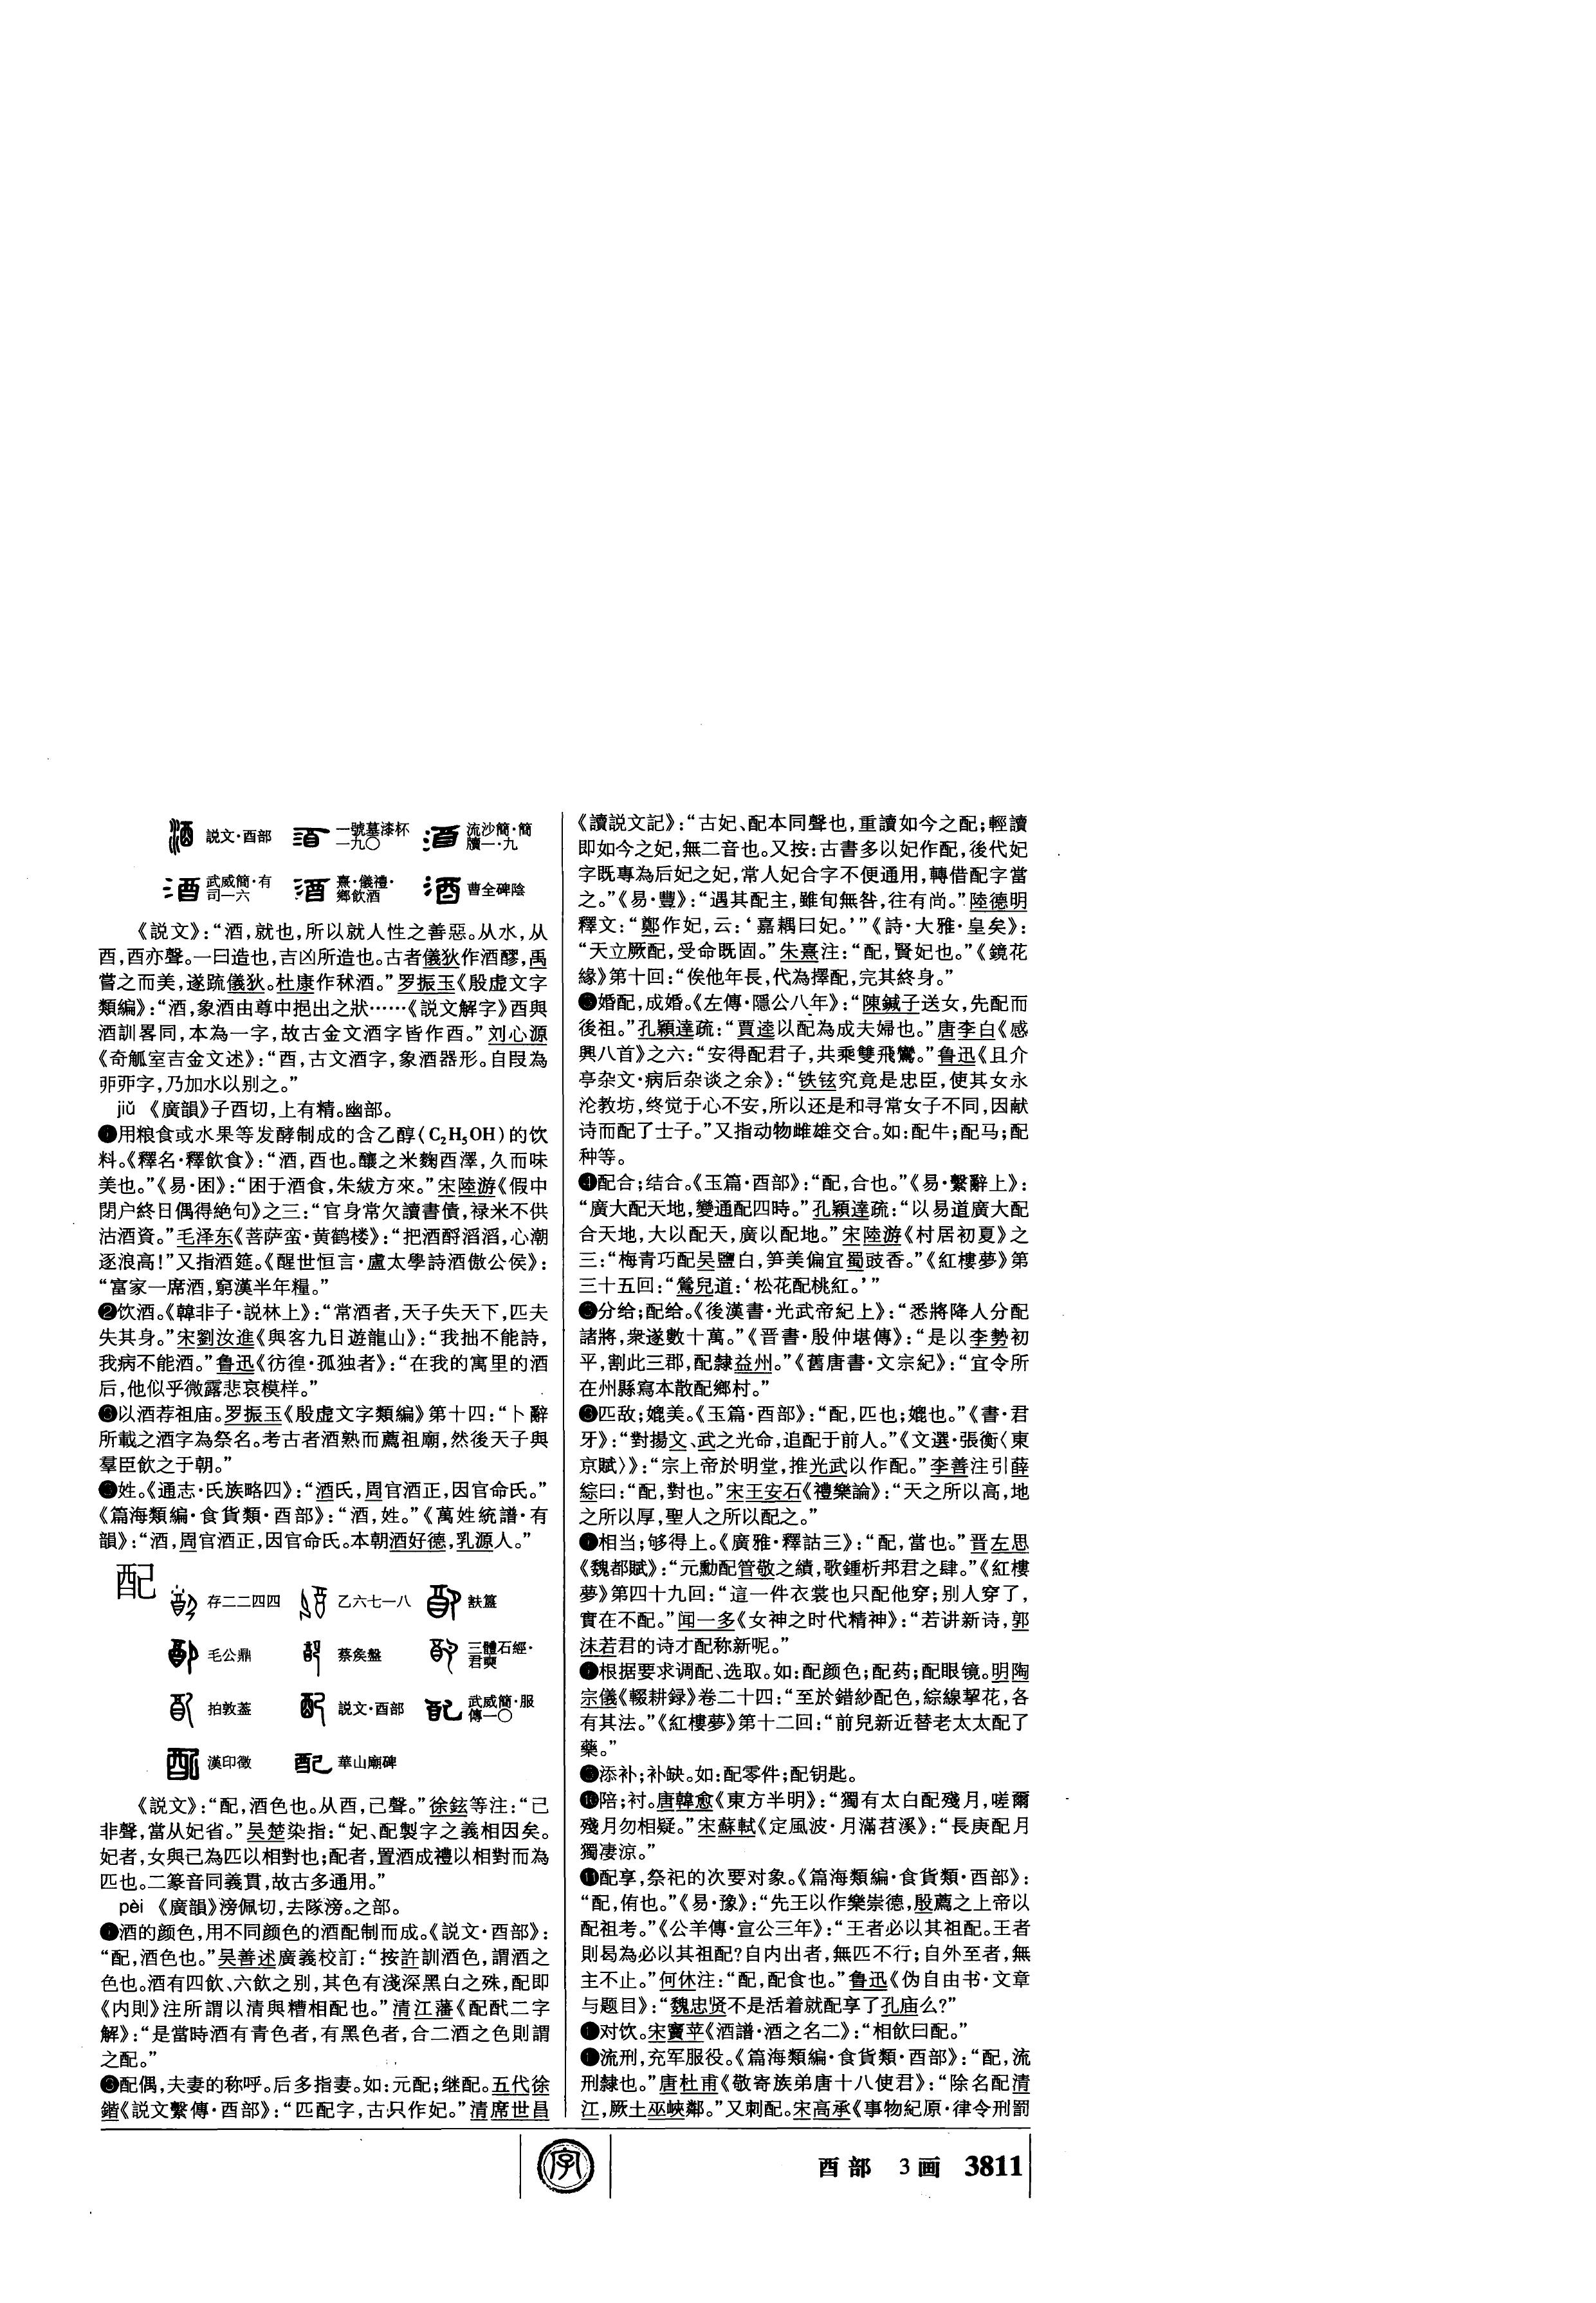 説文·酉部
一號墓漆杯一九〇
流沙簡·簡牘一·九
武威簡·有司一六
熹·儀禮·鄉飲酒
曹全碑陰
《説文》：“酒，就也，所以就人性之善惡。从水，从
酉，酉亦聲。一曰造也，吉凶所造也。古者儀狄作酒醪，禹
嘗之而美，遂疏儀狄。杜康作秫酒。”罗振玉《殷虚文字
類編》：“酒，象酒由尊中挹出之狀……《説文解字》酉與
酒訓畧同，本為一字，故古金文酒字皆作酉。”刘心源
《奇觚室吉金文述》：“酉，古文酒字，象酒器形。自叚為
丣丣字，乃加水以别之。”
jiǔ 《廣韻》子酉切，上有精。幽部。
❶用粮食或水果等发酵制成的含乙醇（C₂H₅OH）的饮
料。《釋名·釋飲食》：“酒，酉也。釀之米麴酉澤，久而味
美也。”《易·困》：“困于酒食，朱紱方來。”宋陸游《假中
閉户終日偶得絶句》之三：“官身常欠讀書債，禄米不供
沽酒資。”毛泽东《菩萨蛮·黄鹤楼》：“把酒酹滔滔，心潮
逐浪高！”又指酒筵。《醒世恒言·盧太學詩酒傲公侯》：
“富家一席酒，窮漢半年糧。”
❷饮酒。《韓非子·説林上》：“常酒者，天子失天下，匹夫
失其身。”宋劉汝進《與客九日遊龍山》：“我拙不能詩，
我病不能酒。”鲁迅《彷徨·孤独者》：“在我的寓里的酒
后，他似乎微露悲哀模样。”
❸以酒荐祖庙。罗振玉《殷虚文字類編》第十四：“卜辭
所載之酒字為祭名。考古者酒熟而薦祖廟，然後天子與
羣臣飲之于朝。”
❹姓。《通志·氏族略四》：“酒氏，周官酒正，因官命氏。”
《篇海類編·食貨類·酉部》：“酒，姓。”《萬姓統譜·有
韻》：“酒，周官酒正，因官命氏。本朝酒好德，乳源人。”
配
存二二四四
乙六七一八
㝬簋
毛公鼎
蔡矦盤
三體石經·君奭
拍敦葢
説文·酉部
武威簡·服傳一〇
漢印徵
華山廟碑
《説文》：“配，酒色也。从酉，己聲。”徐鉉等注：“己
非聲，當从妃省。”吴楚染指：“妃、配製字之義相因矣。
妃者，女與己為匹以相對也；配者，置酒成禮以相對而為
匹也。二篆音同義貫，故古多通用。”
pèi 《廣韻》滂佩切，去隊滂。之部。
❶酒的颜色，用不同颜色的酒配制而成。《説文·酉部》：
“配，酒色也。”吴善述廣義校訂：“按許訓酒色，謂酒之
色也。酒有四飲、六飲之别，其色有淺深黑白之殊，配即
《内則》注所謂以清與糟相配也。”清江藩《配酖二字
解》：“是當時酒有青色者，有黑色者，合二酒之色則謂
之配。”
❷配偶，夫妻的称呼。后多指妻。如：元配；继配。五代徐
鍇《説文繫傳·酉部》：“匹配字，古只作妃。”清席世昌
《讀説文記》：“古妃、配本同聲也，重讀如今之配；輕讀
即如今之妃，無二音也。又按：古書多以妃作配，後代妃
字既專為后妃之妃，常人妃合字不便通用，轉借配字當
之。”《易·豐》：“遇其配主，雖旬無咎，往有尚。”陸德明
釋文：“鄭作妃，云：‘嘉耦曰妃。’”《詩·大雅·皇矣》：
“天立厥配，受命既固。”朱熹注：“配，賢妃也。”《鏡花
緣》第十回：“俟他年長，代為擇配，完其終身。”
❸婚配，成婚。《左傳·隱公八年》：“陳鍼子送女，先配而
後祖。”孔穎達疏：“賈逵以配為成夫婦也。”唐李白《感
興八首》之六：“安得配君子，共乘雙飛鸞。”鲁迅《且介
亭杂文·病后杂谈之余》：“铁铉究竟是忠臣，使其女永
沦教坊，终觉于心不安，所以还是和寻常女子不同，因献
诗而配了士子。”又指动物雌雄交合。如：配牛；配马；配
种等。
❹配合；结合。《玉篇·酉部》：“配，合也。”《易·繫辭上》：
“廣大配天地，變通配四時。”孔穎達疏：“以易道廣大配
合天地，大以配天，廣以配地。”宋陸游《村居初夏》之
三：“梅青巧配吴鹽白，笋美偏宜蜀豉香。”《紅樓夢》第
三十五回：“鶯兒道：‘松花配桃紅。’”
❺分给；配给。《後漢書·光武帝紀上》：“悉將降人分配
諸將，衆遂數十萬。”《晋書·殷仲堪傳》：“是以李勢初
平，割此三郡，配隸益州。”《舊唐書·文宗紀》：“宜令所
在州縣寫本散配鄉村。”
❻匹敌；媲美。《玉篇·酉部》：“配，匹也；媲也。”《書·君
牙》：“對揚文、武之光命，追配于前人。”《文選·張衡〈東
京賦〉》：“宗上帝於明堂，推光武以作配。”李善注引薛
綜曰：“配，對也。”宋王安石《禮樂論》：“天之所以高，地
之所以厚，聖人之所以配之。”
❼相当；够得上。《廣雅·釋詁三》：“配，當也。”晋左思
《魏都賦》：“元勳配管敬之績，歌鍾析邦君之肆。”《紅樓
夢》第四十九回：“這一件衣裳也只配他穿；别人穿了，
實在不配。”闻一多《女神之时代精神》：“若讲新诗，郭
沫若君的诗才配称新呢。”
❽根据要求调配、选取。如：配颜色；配药；配眼镜。明陶
宗儀《輟耕録》卷二十四：“至於錯紗配色，綜線挐花，各
有其法。”《紅樓夢》第十二回：“前兒新近替老太太配了
藥。”
❾添补；补缺。如：配零件；配钥匙。
❿陪；衬。唐韓愈《東方半明》：“獨有太白配殘月，嗟爾
殘月勿相疑。”宋蘇軾《定風波·月滿苕溪》：“長庚配月
獨凄涼。”
⓫配享，祭祀的次要对象。《篇海類編·食貨類·酉部》：
“配，侑也。”《易·豫》：“先王以作樂崇德，殷薦之上帝以
配祖考。”《公羊傳·宣公三年》：“王者必以其祖配。王者
則曷為必以其祖配？自内出者，無匹不行；自外至者，無
主不止。”何休注：“配，配食也。”鲁迅《伪自由书·文章
与题目》：“魏忠贤不是活着就配享了孔庙么？”
⓬对饮。宋竇苹《酒譜·酒之名二》：“相飲曰配。”
⓭流刑，充军服役。《篇海類編·食貨類·酉部》：“配，流
刑隸也。”唐杜甫《敬寄族弟唐十八使君》：“除名配清
江，厥土巫峽鄰。”又刺配。宋高承《事物紀原·律令刑罰
字
酉部 3画 3811